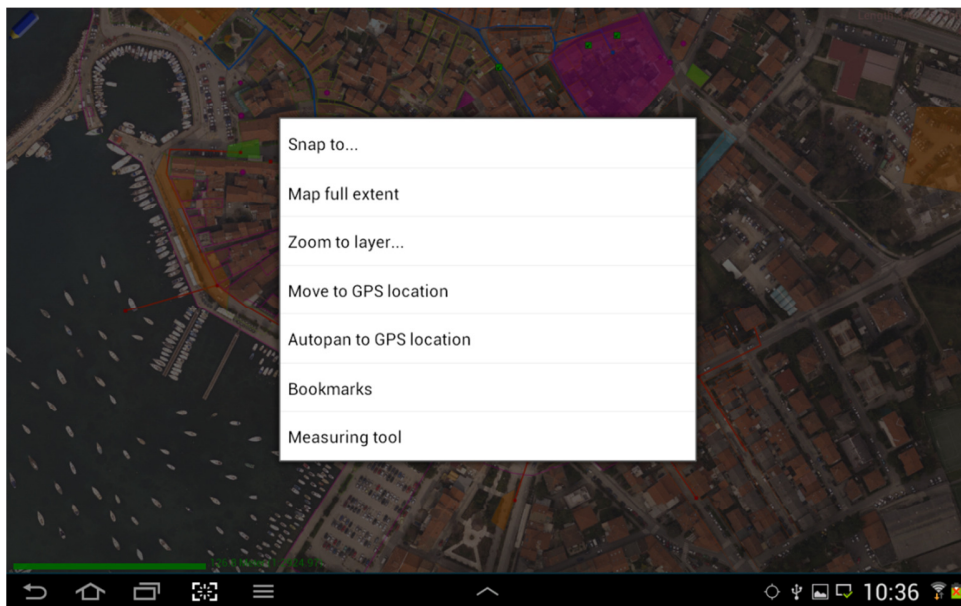 Snap to...
Map full extent
Zoom to layer...
Move to GPS location
Autopan to GPS location
Bookmarks
Measuring tool
10:36